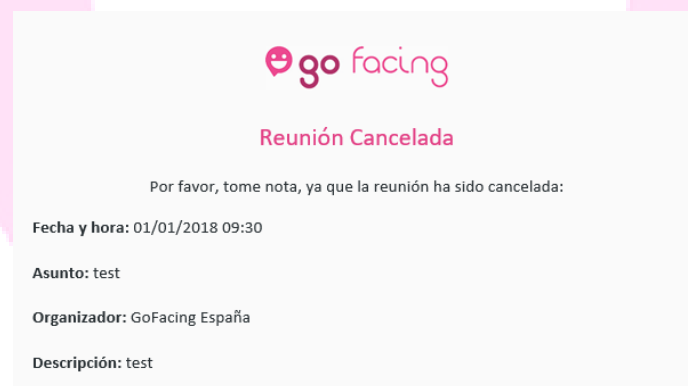 go facing
Reunión Cancelada
Por favor, tome nota, ya que la reunión ha sido cancelada:
Fecha y hora: 01/01/2018 09:30
Asunto: test
Organizador: GoFacing España
Descripción: test